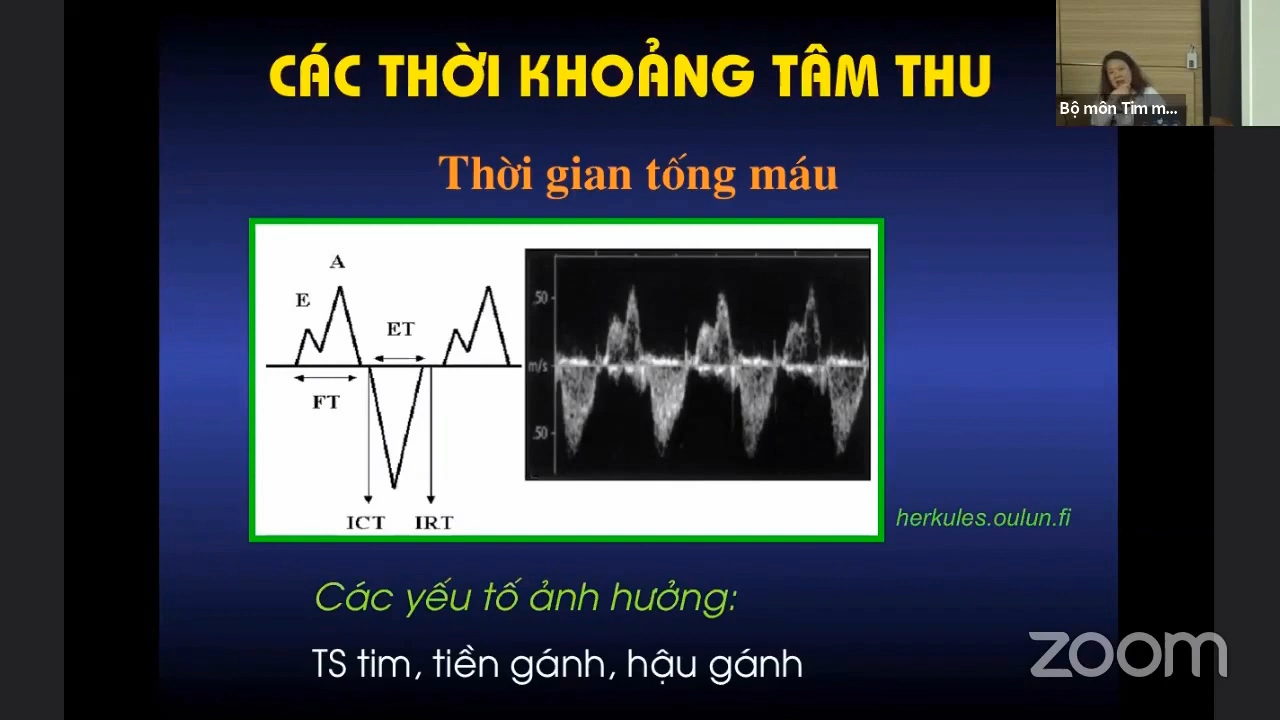 CÁC THỜI KHOẢNG TÂM THU
Bộ môn Tim m...
Thời gian tống máu
A
E
ET
FT
ICT IRT
.50
m/s
.50
herkules.oulun.fi
Các yếu tố ảnh hưởng:
TS tim, tiền gánh, hậu gánh
zoom